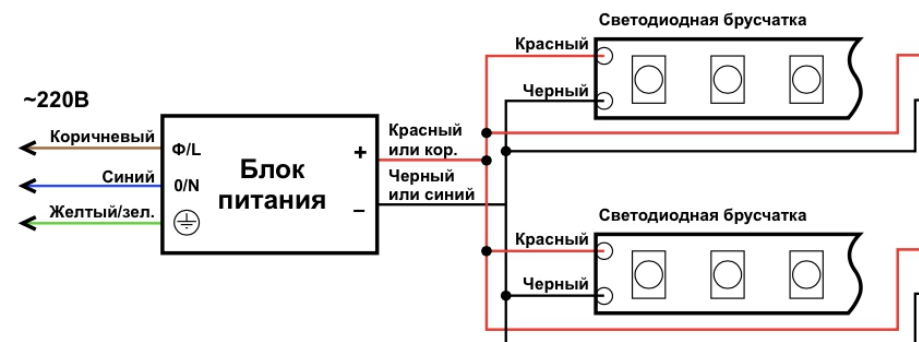 Светодиодная брусчатка
Красный
Черный
~220В
Коричневый
Ф/L
Синий
0/N
Желтый/зел.
Блок
питания
+
–
Красный
или кор.
Черный
или синий
Светодиодная брусчатка
Красный
Черный